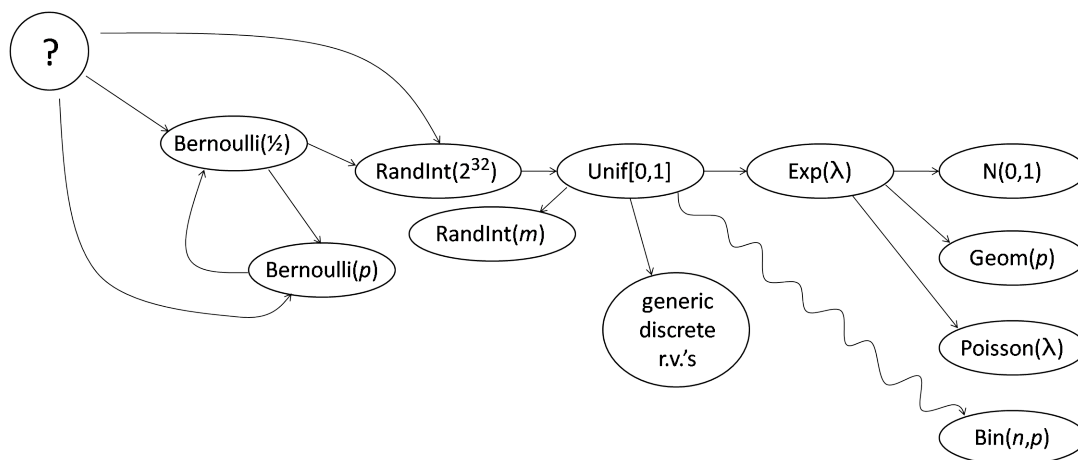 ?
Bernoulli(½)
RandInt(2³²)
Unif[0,1]
Exp(λ)
N(0,1)
RandInt(m)
Bernoulli(p)
Geom(p)
generic
discrete
r.v.'s
Poisson(λ)
Bin(n,p)